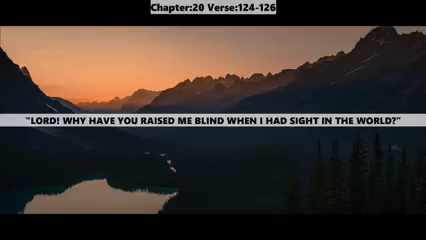 Chapter:20 Verse:124-126
"LORD! WHY HAVE YOU RAISED ME BLIND WHEN I HAD SIGHT IN THE WORLD?"